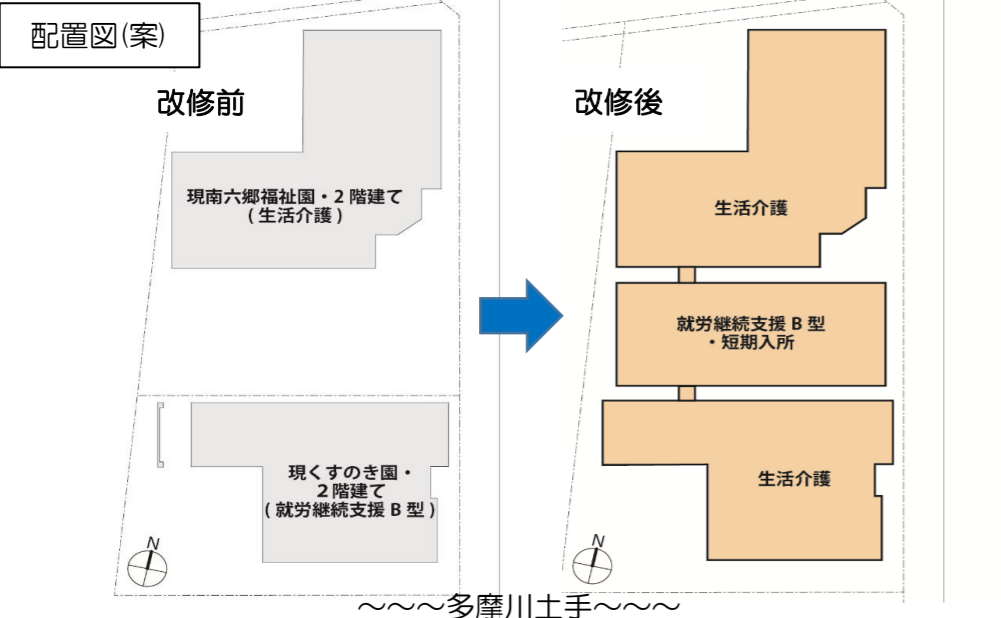 配置図(案)
改修前
現南六郷福祉園・2 階建て
( 生活介護 )
現くすのき園・
２階建て
( 就労継続支援 B 型 )
N
改修後
生活介護
就労継続支援 B 型
・短期入所
生活介護
N
～～～多摩川土手～～～